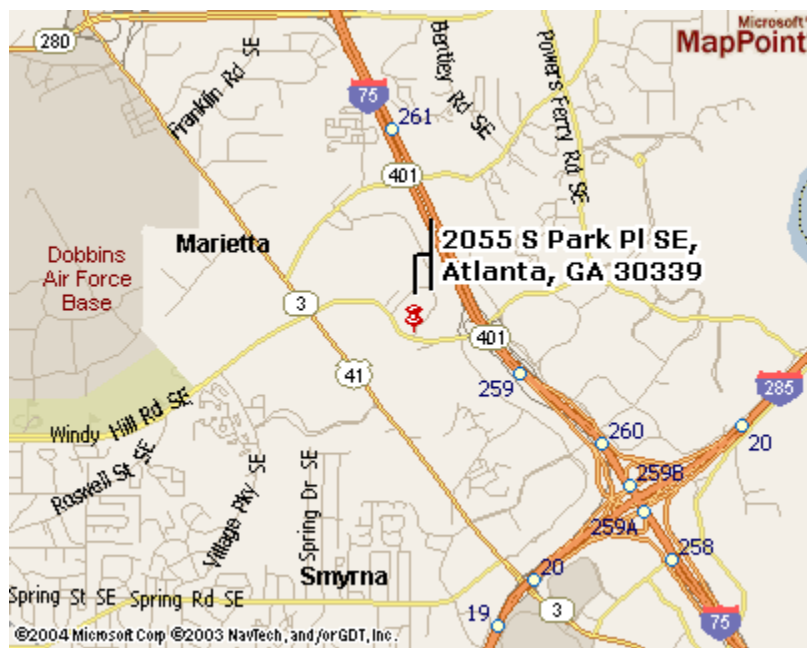 Microsoft®
MapPoint
280
Franklin Rd SE
Bentley Rd SE
Powers Ferry Rd SE
75
261
401
Marietta
2055 S Park Pl SE,
Atlanta, GA 30339
Dobbins
Air Force
Base
3
401
41
259
285
Windy Hill Rd SE
260
20
Roswell St SE
Village Pky SE
Spring Dr SE
259B
259A
258
Smyrna
20
Spring St SE
Spring Rd SE
3
19
75
©2004 Microsoft Corp ©2003 NavTech, and/or GDT, Inc.